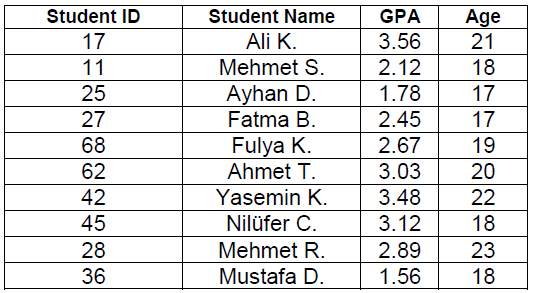 Student ID Student Name GPA Age
17 Ali K. 3.56 21
11 Mehmet S. 2.12 18
25 Ayhan D. 1.78 17
27 Fatma B. 2.45 17
68 Fulya K. 2.67 19
62 Ahmet T. 3.03 20
42 Yasemin K. 3.48 22
45 Nilüfer C. 3.12 18
28 Mehmet R. 2.89 23
36 Mustafa D. 1.56 18